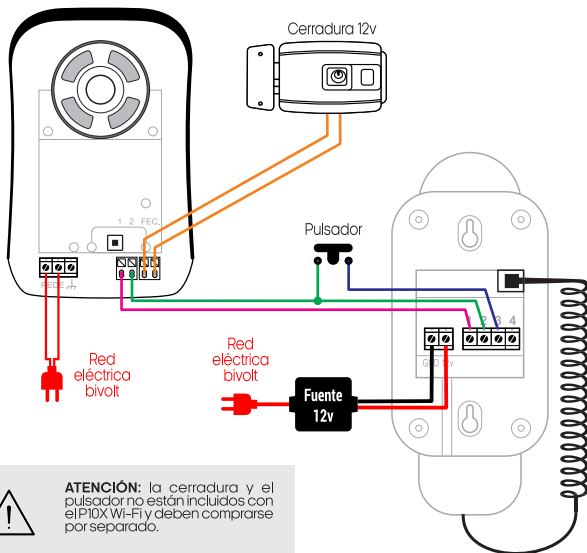 Cerradura 12v
1 2 FEC.
REDE
Pulsador
1 2 3 4
GND 12v
Red
eléctrica
bivolt
Red
eléctrica
bivolt
Fuente
12v
ATENCIÓN: la cerradura y el
pulsador no están incluidos con
el P10X Wi-Fi y deben comprarse
por separado.